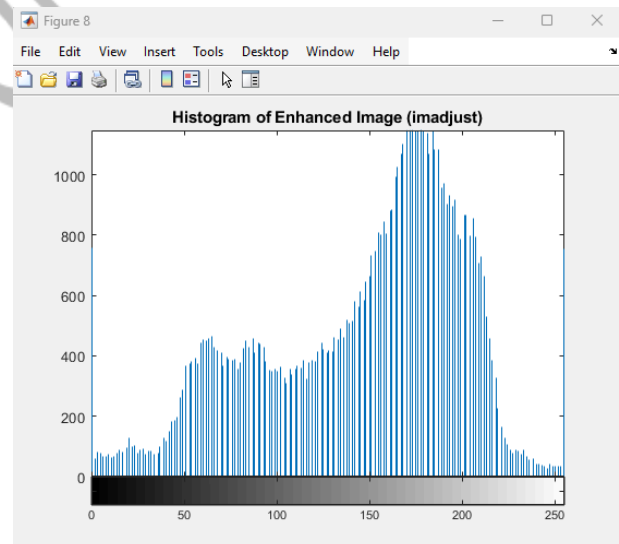 Figure 8
File Edit View Insert Tools Desktop Window Help
Histogram of Enhanced Image (imadjust)
1000
800
600
400
200
0
0 50 100 150 200 250